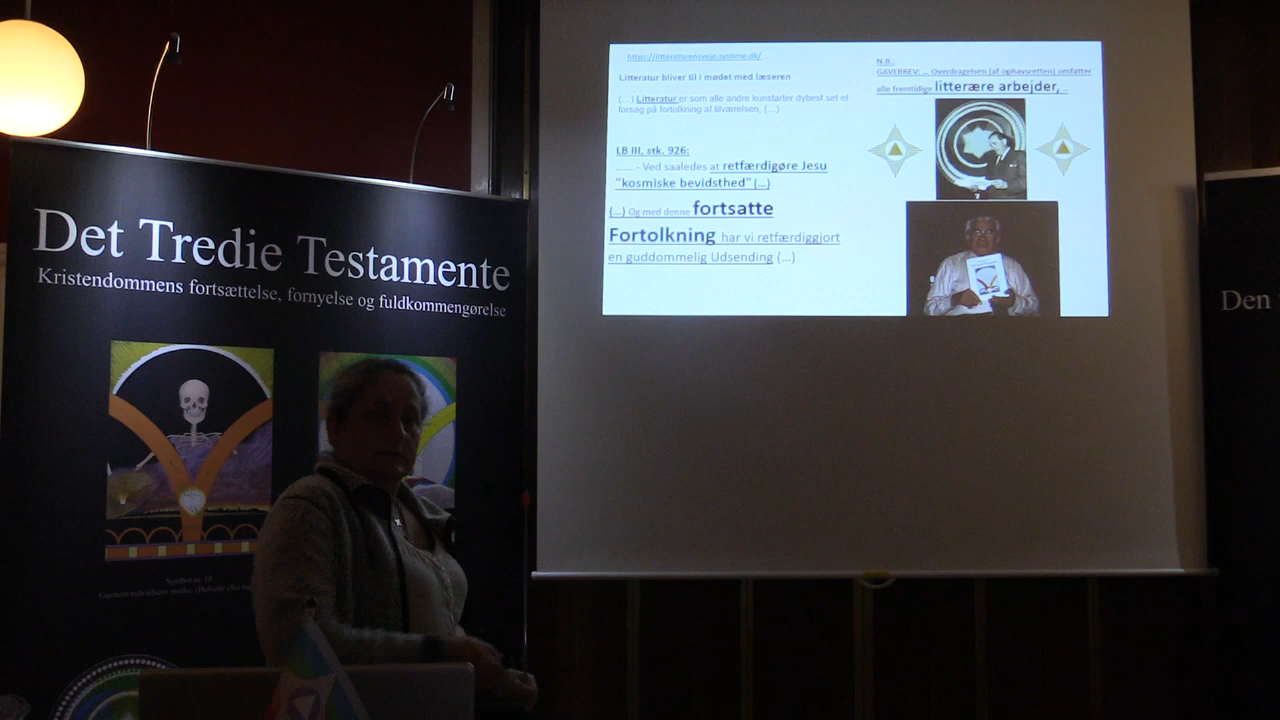 Det Tredie Testamente
Kristendommens fortsættelse, fornyelse og fuldkommengørelse
Symbol nr. 19
https://litteraturensveje.systime.dk/
Litteratur bliver til i mødet med læseren
(...) Litteratur er som alle andre kunstarter dybest set et
forsøg på fortolkning af tilværelsen, (...)
LB III, stk. 926:
.......- Ved saaledes at retfærdigøre Jesu
"kosmiske bevidsthed" (...)
(...) Og med denne fortsatte
Fortolkning har vi retfærdiggjort
en guddommelig Udsending (...)
N.B.:
GAVEBREV: ... Overdragelsen (af ophavsretten) omfatter
alle fremtidige litterære arbejder, ..
Den